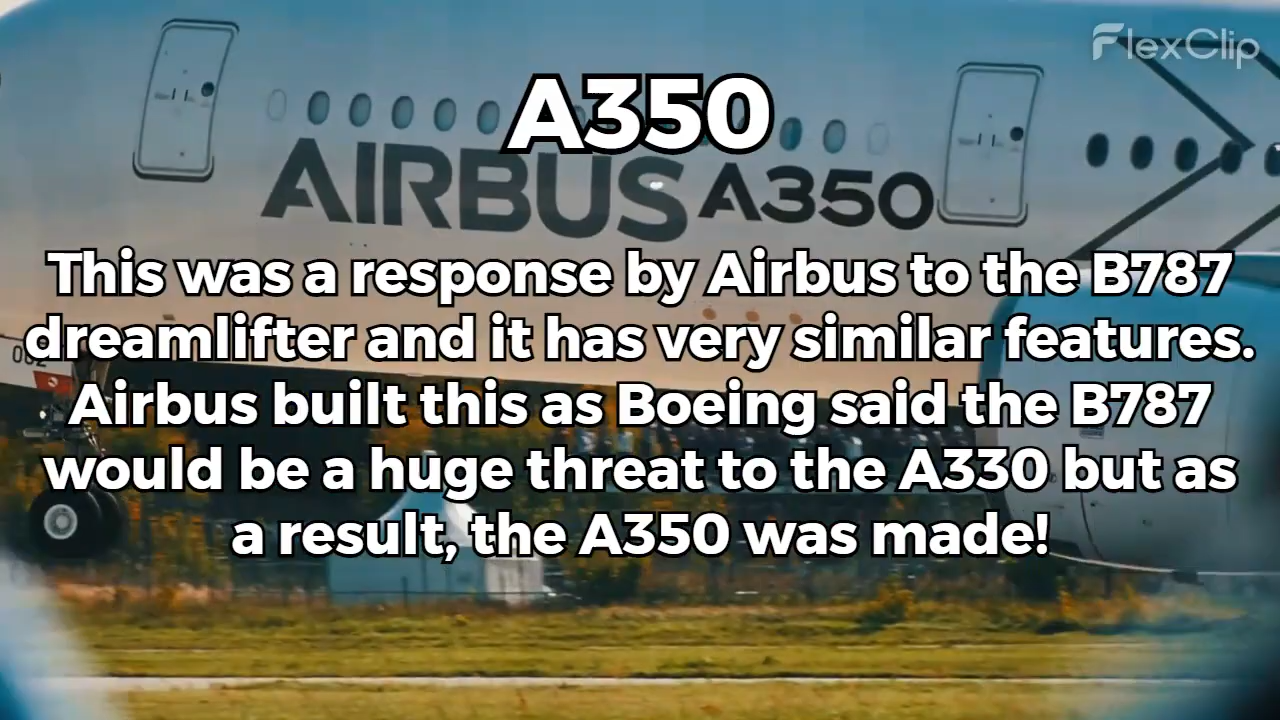 FlexClip
A350
AIRBUS A350
This was a response by Airbus to the B787
dreamlifter and it has very similar features.
002
Airbus built this as Boeing said the B787
would be a huge threat to the A330 but as
a result, the A350 was made!